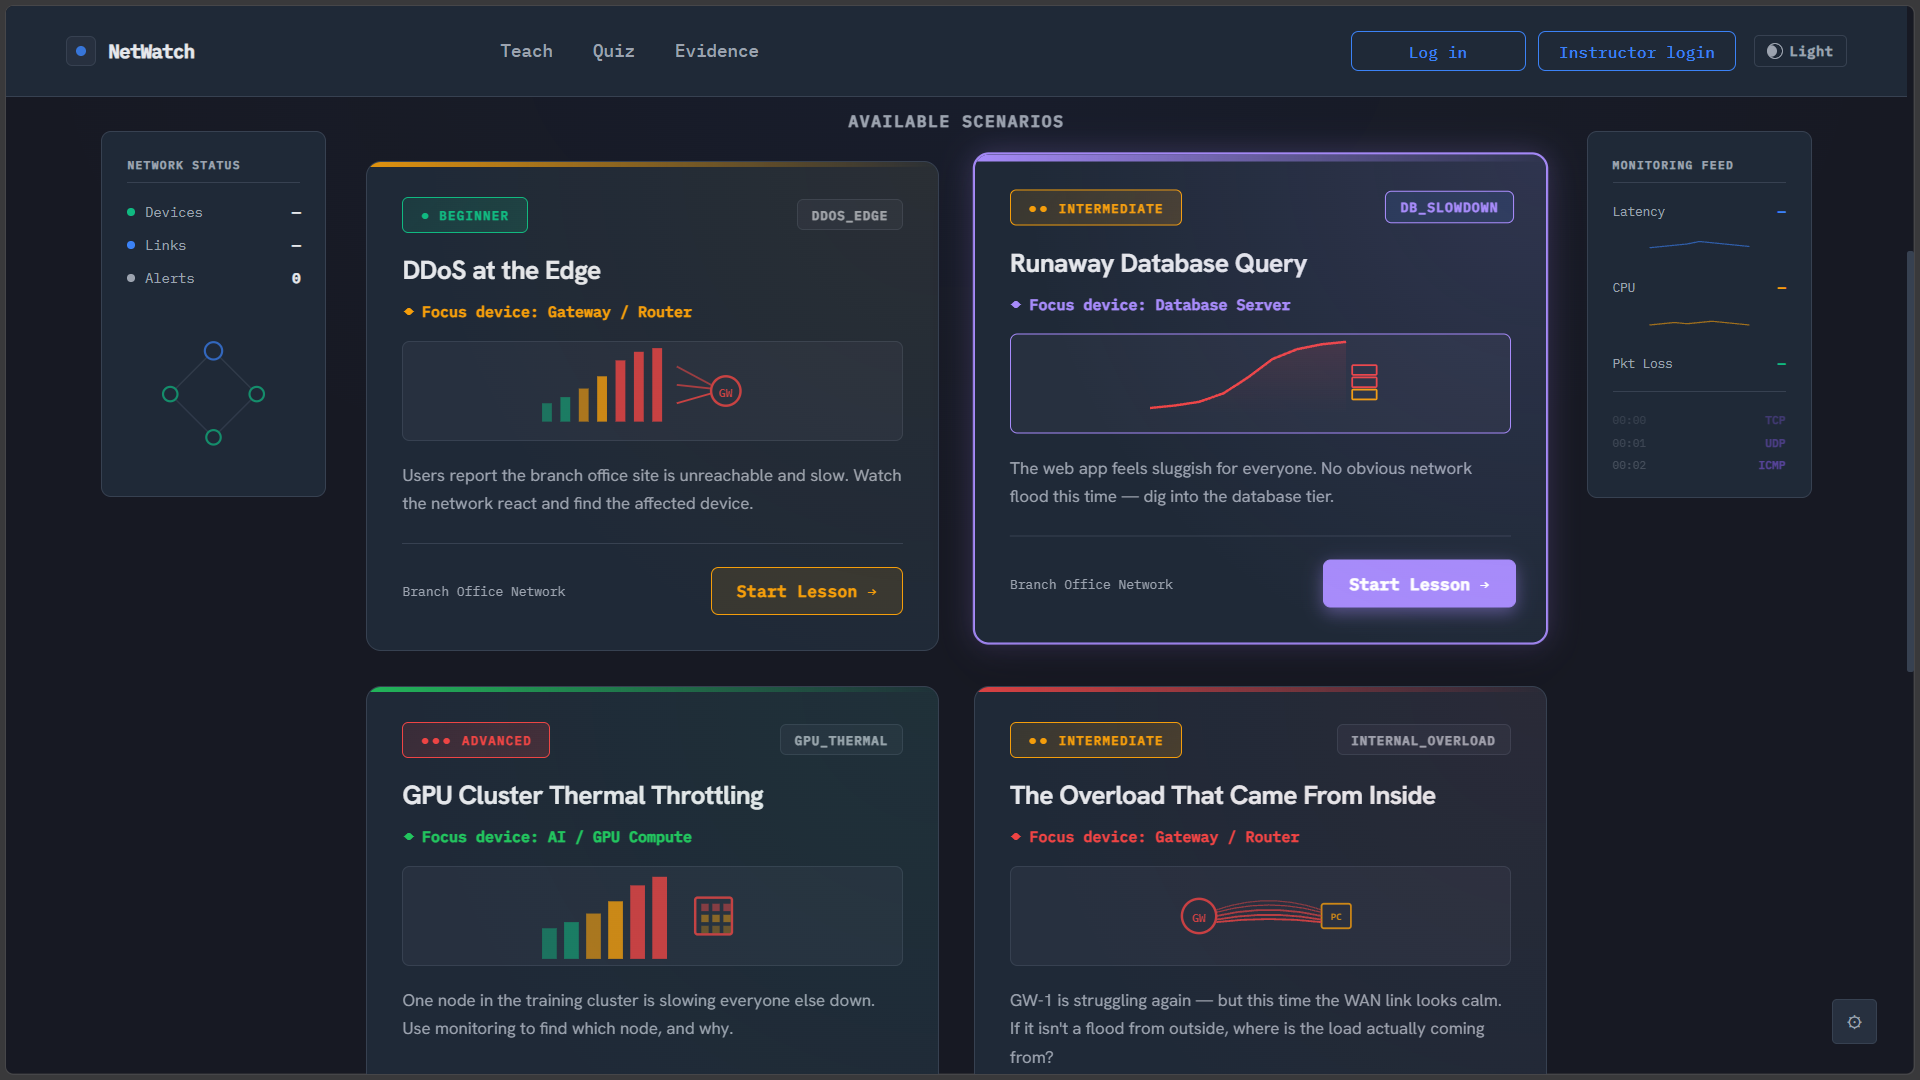 NetWatch
Teach
Quiz
Evidence
Log in
Instructor login
Light
AVAILABLE SCENARIOS
NETWORK STATUS
Devices —
Links —
Alerts 0
BEGINNER
DDOS_EDGE
DDoS at the Edge
Focus device: Gateway / Router
GW
Users report the branch office site is unreachable and slow. Watch
the network react and find the affected device.
Branch Office Network
Start Lesson →
INTERMEDIATE
DB_SLOWDOWN
Runaway Database Query
Focus device: Database Server
The web app feels sluggish for everyone. No obvious network
flood this time — dig into the database tier.
Branch Office Network
Start Lesson →
MONITORING FEED
Latency —
CPU —
Pkt Loss —
00:00 TCP
00:01 UDP
00:02 ICMP
ADVANCED
GPU_THERMAL
GPU Cluster Thermal Throttling
Focus device: AI / GPU Compute
One node in the training cluster is slowing everyone else down.
Use monitoring to find which node, and why.
INTERMEDIATE
INTERNAL_OVERLOAD
The Overload That Came From Inside
Focus device: Gateway / Router
GW
PC
GW-1 is struggling again — but this time the WAN link looks calm.
If it isn't a flood from outside, where is the load actually coming
from?